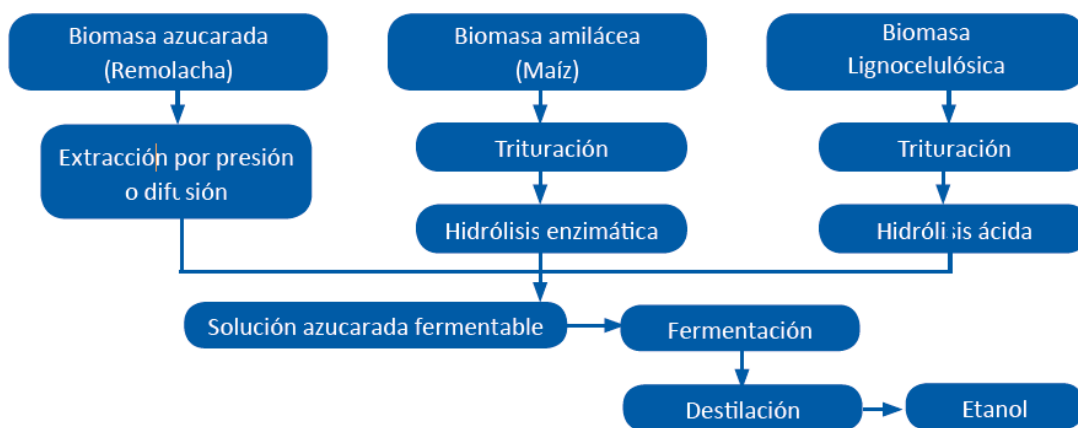 Biomasa azucarada
(Remolacha)
Biomasa amilácea
(Maíz)
Biomasa
Lignocelulósica
Extracción por presión
o difusión
Trituración
Trituración
Hidrólisis enzimática
Hidrólisis ácida
Solución azucarada fermentable
Fermentación
Destilación
Etanol